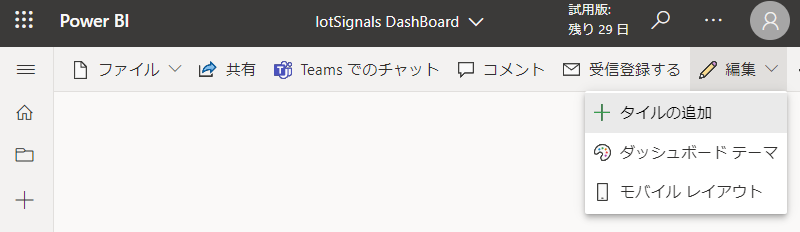 Power BI
IotSignals DashBoard
試用版:
残り 29 日
ファイル
共有
Teams でのチャット
コメント
受信登録する
編集
タイルの追加
ダッシュボード テーマ
モバイル レイアウト